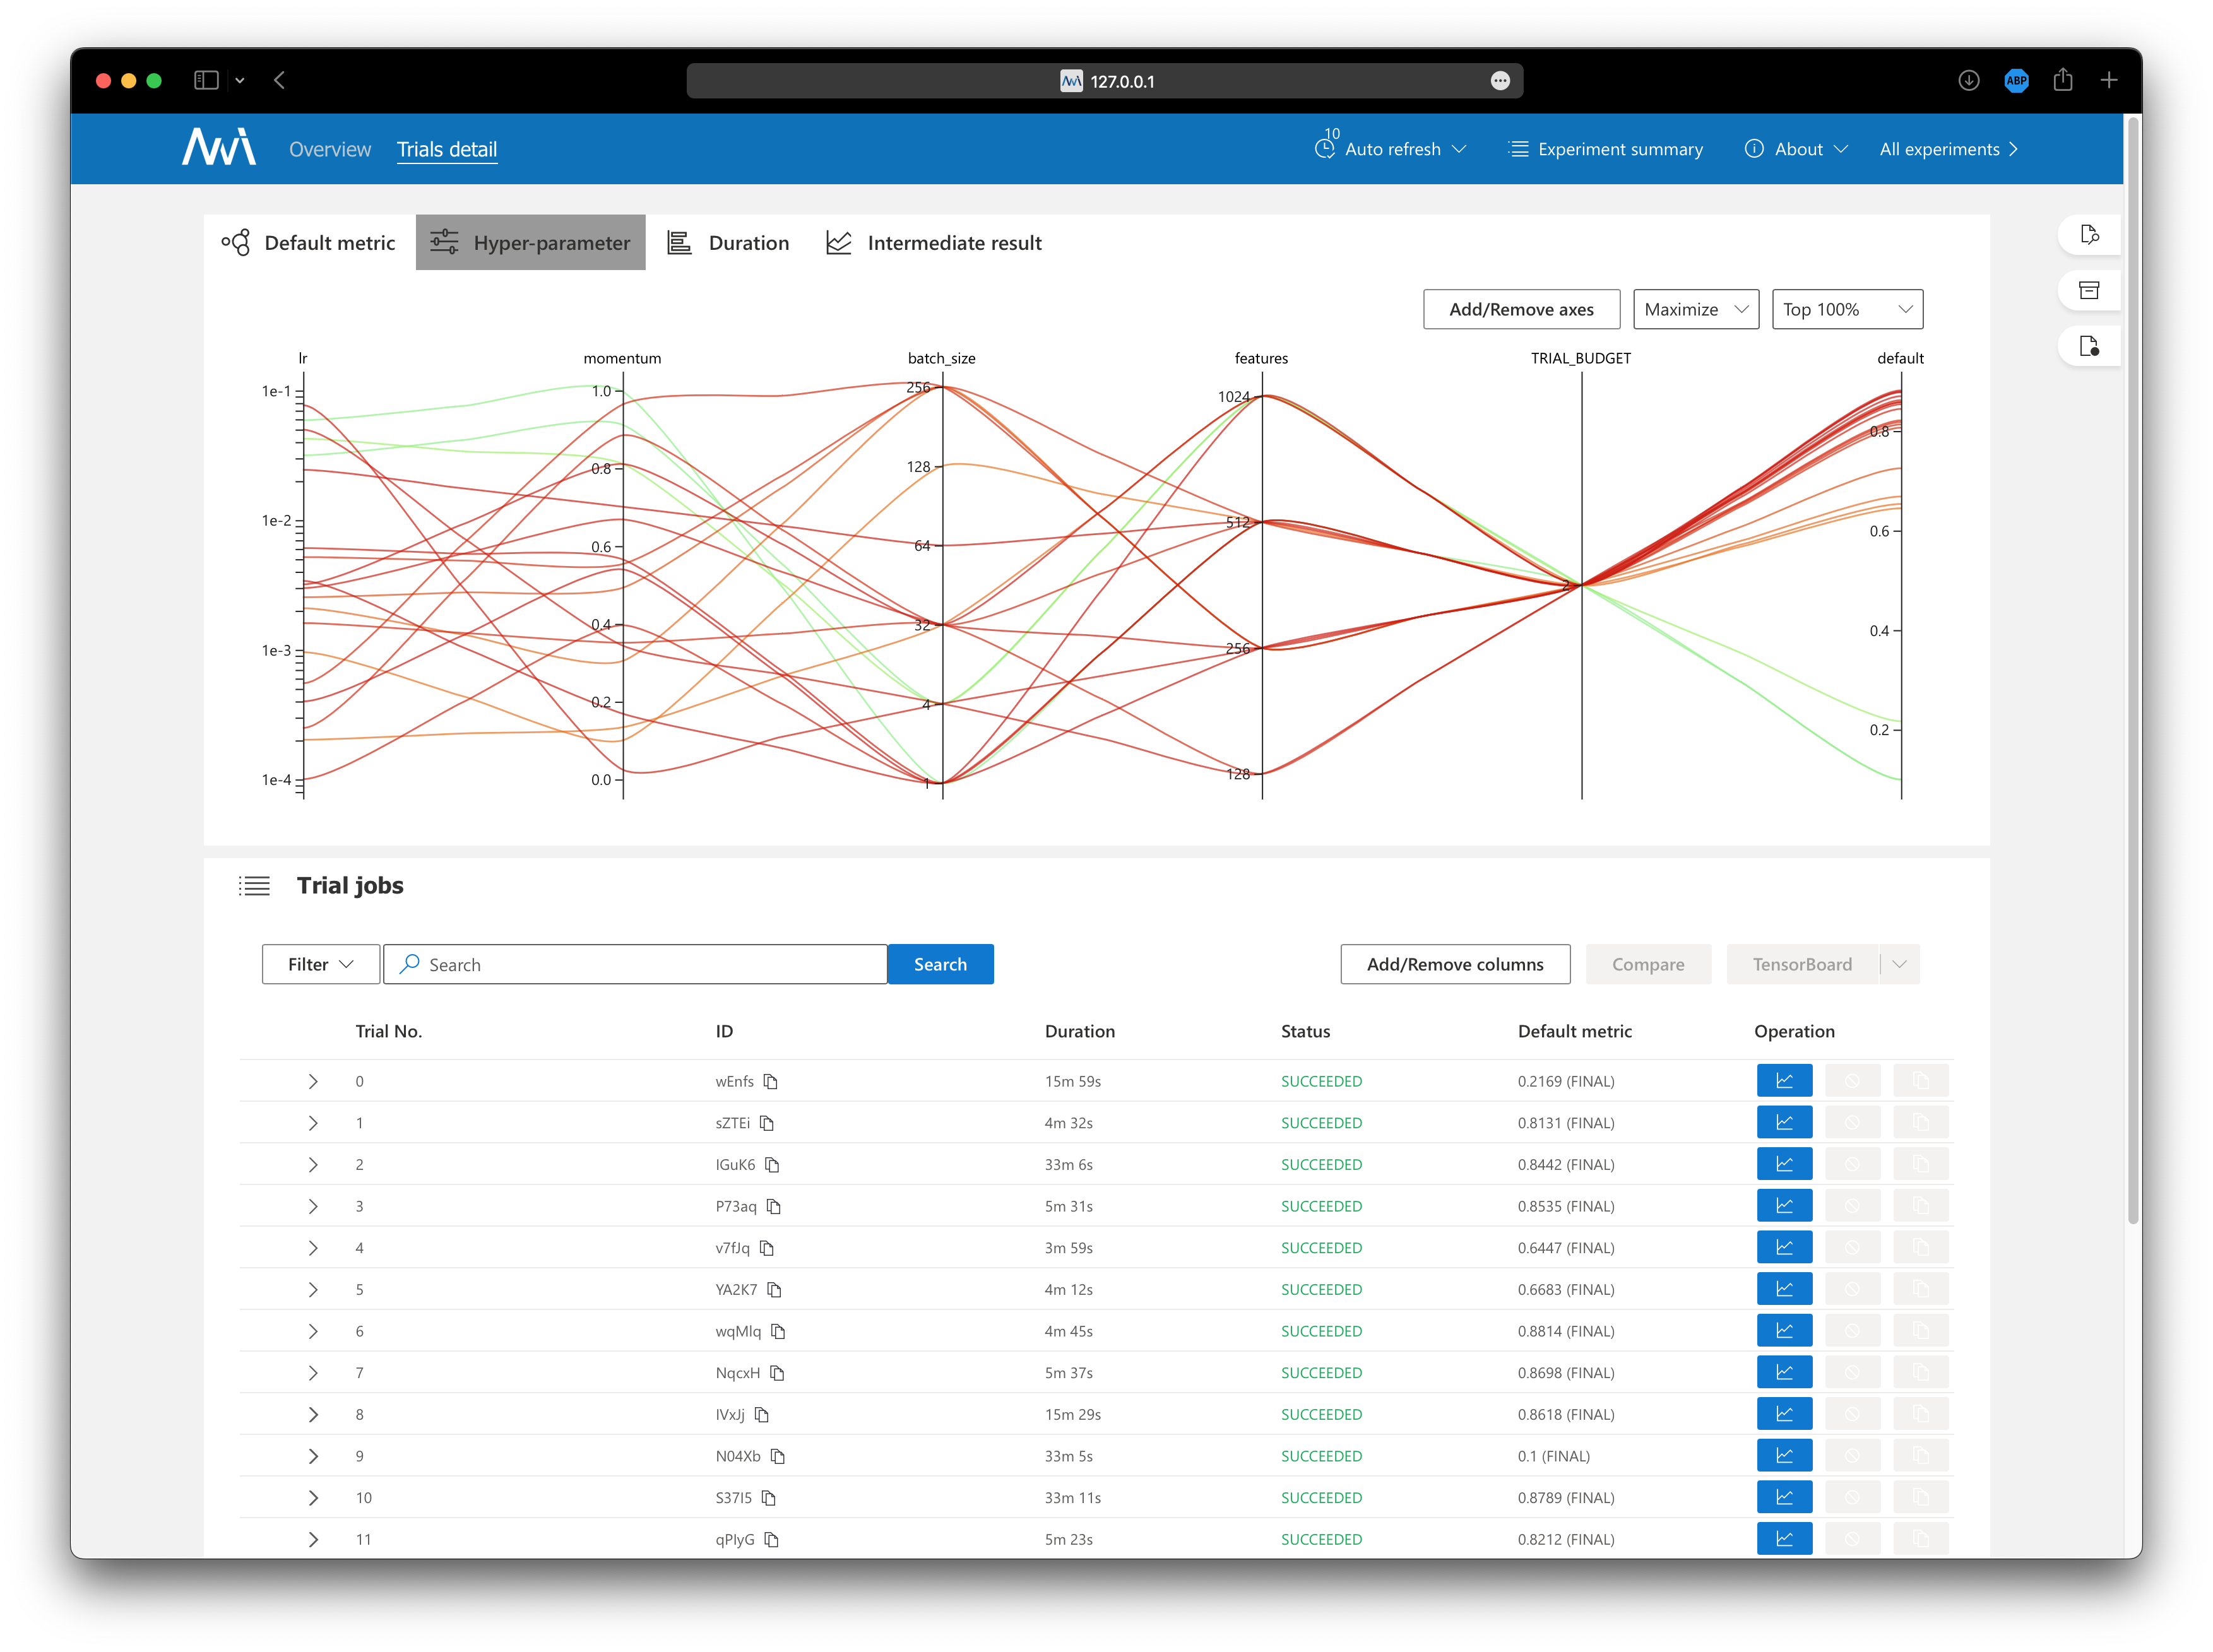 127.0.0.1
ABP
Overview Trials detail 10 Auto refresh Experiment summary About All experiments
Default metric Hyper-parameter Duration Intermediate result
Add/Remove axes Maximize Top 100%
lr momentum batch_size features TRIAL_BUDGET default
1e-1 1.0 256 1024
0.8
0.8 128
1e-2 512
0.6 64 0.6
2
0.4 32 0.4
1e-3 256
0.2 4 0.2
128
1e-4 0.0 1
Trial jobs
Filter Search Search Add/Remove columns Compare TensorBoard
Trial No. ID Duration Status Default metric Operation
0 wEnfs 15m 59s SUCCEEDED 0.2169 (FINAL)
1 sZTEi 4m 32s SUCCEEDED 0.8131 (FINAL)
2 IGuK6 33m 6s SUCCEEDED 0.8442 (FINAL)
3 P73aq 5m 31s SUCCEEDED 0.8535 (FINAL)
4 v7fJq 3m 59s SUCCEEDED 0.6447 (FINAL)
5 YA2K7 4m 12s SUCCEEDED 0.6683 (FINAL)
6 wqMlq 4m 45s SUCCEEDED 0.8814 (FINAL)
7 NqcxH 5m 37s SUCCEEDED 0.8698 (FINAL)
8 IVxJj 15m 29s SUCCEEDED 0.8618 (FINAL)
9 N04Xb 33m 5s SUCCEEDED 0.1 (FINAL)
10 S37I5 33m 11s SUCCEEDED 0.8789 (FINAL)
11 qPIyG 5m 23s SUCCEEDED 0.8212 (FINAL)